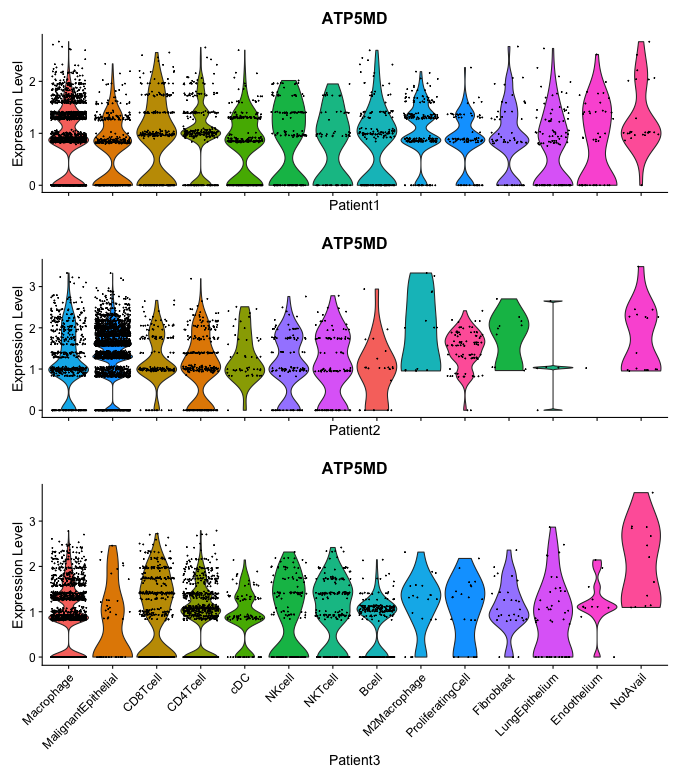 ATP5MD
Expression Level
2
1
0
Patient1
ATP5MD
Expression Level
3
2
1
0
Patient2
ATP5MD
Expression Level
3
2
1
0
Macrophage
MalignantEpithelial
CD8Tcell
CD4Tcell
cDC
NKcell
NKTcell
Bcell
M2Macrophage
ProliferatingCell
Fibroblast
LungEpithelium
Endothelium
NotAvail
Patient3